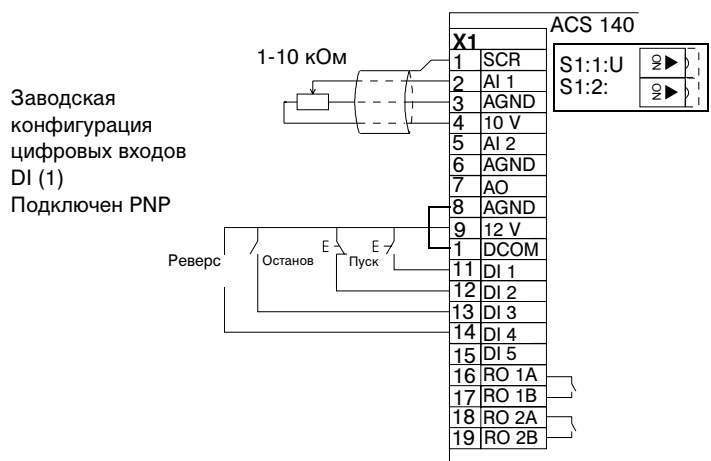 ACS 140
X1
1-10 кОм
1 SCR
2 AI 1
3 AGND
4 10 V
5 AI 2
6 AGND
7 AO
8 AGND
9 12 V
1 DCOM
11 DI 1
12 DI 2
13 DI 3
14 DI 4
15 DI 5
16 RO 1A
17 RO 1B
18 RO 2A
19 RO 2B
S1:1:U
S1:2:
ON
ON
Заводская
конфигурация
цифровых входов
DI (1)
Подключен PNP
Реверс
Останов
Пуск